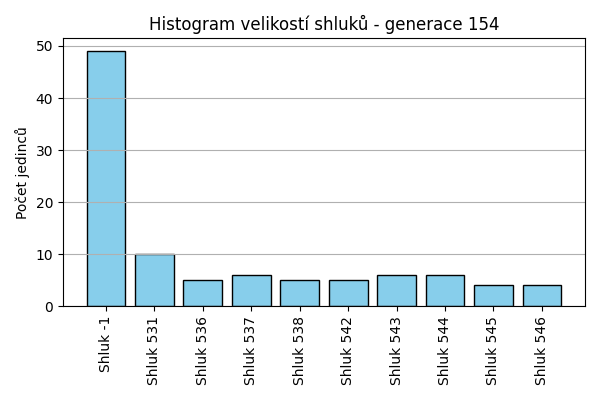 Histogram velikostí shluků - generace 154
Počet jedinců
50
40
30
20
10
0
Shluk -1
Shluk 531
Shluk 536
Shluk 537
Shluk 538
Shluk 542
Shluk 543
Shluk 544
Shluk 545
Shluk 546